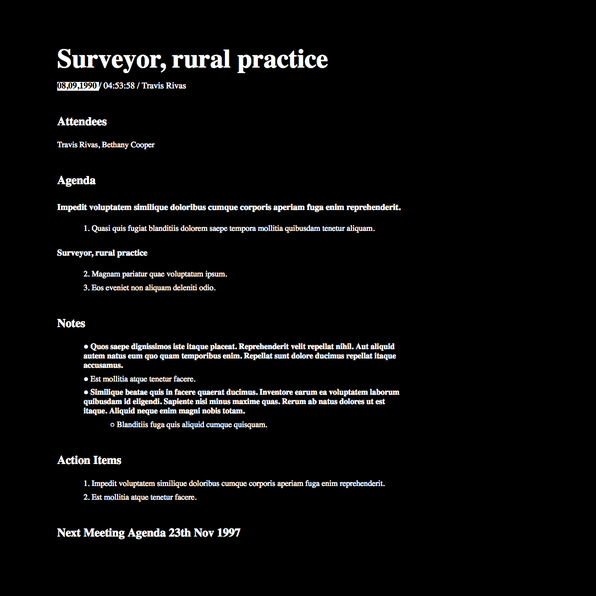 Surveyor, rural practice
08.09.1990 / 04:53:58 / Travis Rivas
Attendees
Travis Rivas, Bethany Cooper
Agenda
Impedit voluptatem similique doloribus cumque corporis aperiam fuga enim reprehenderit.
1. Quasi quis fugiat blanditiis dolorem saepe tempora mollitia quibusdam tenetur aliquam.
Surveyor, rural practice
2. Magnam pariatur quae voluptatum ipsum.
3. Eos eveniet non aliquam deleniti odio.
Notes
● Quos saepe dignissimos iste itaque placeat. Reprehenderit velit repellat nihil. Aut aliquid
autem natus eum quo quam temporibus enim. Repellat sunt dolore ducimus repellat itaque
accusamus.
● Est mollitia atque tenetur facere.
● Similique beatae quis in facere quaerat ducimus. Inventore earum ea voluptatem laborum
quibusdam id eligendi. Sapiente nisi minus maxime quas. Rerum ab natus dolores ut est
itaque. Aliquid neque enim magni nobis totam.
○ Blanditiis fuga quis aliquid cumque quisquam.
Action Items
1. Impedit voluptatem similique doloribus cumque corporis aperiam fuga enim reprehenderit.
2. Est mollitia atque tenetur facere.
Next Meeting Agenda 23th Nov 1997